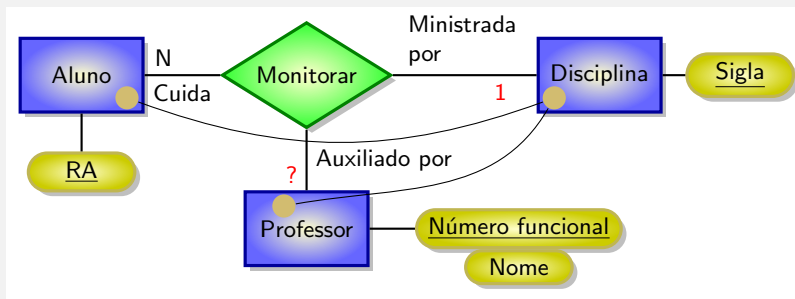 Ministrada
por
N
Aluno
Monitorar
Disciplina
Sigla
Cuida
1
Auxiliado por
RA
?
Professor
Número funcional
Nome